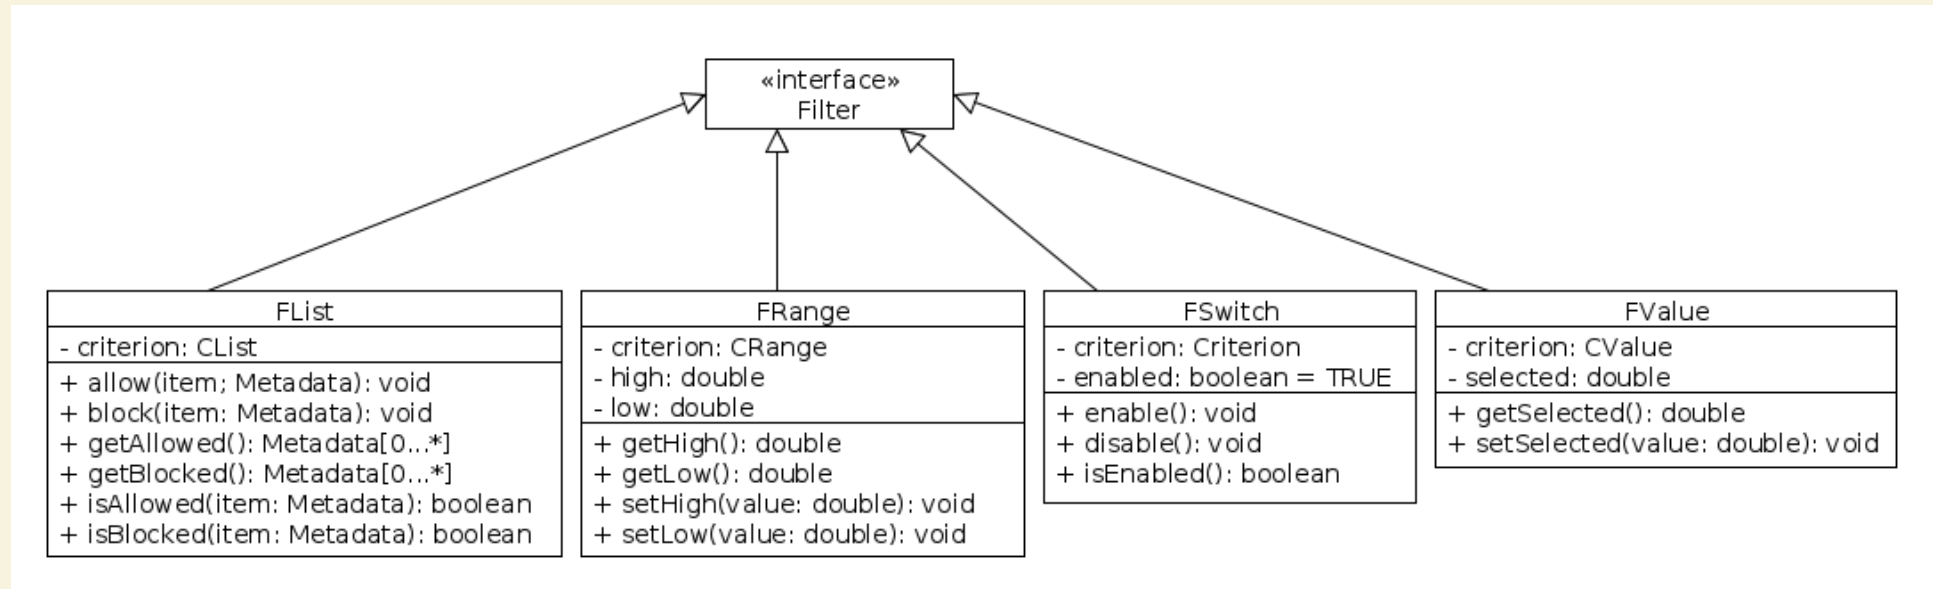 «interface»
Filter
FList
- criterion: CList
+ allow(item; Metadata): void
+ block(item: Metadata): void
+ getAllowed(): Metadata[0...*]
+ getBlocked(): Metadata[0...*]
+ isAllowed(item: Metadata): boolean
+ isBlocked(item: Metadata): boolean
FRange
- criterion: CRange
- high: double
- low: double
+ getHigh(): double
+ getLow(): double
+ setHigh(value: double): void
+ setLow(value: double): void
FSwitch
- criterion: Criterion
- enabled: boolean = TRUE
+ enable(): void
+ disable(): void
+ isEnabled(): boolean
FValue
- criterion: CValue
- selected: double
+ getSelected(): double
+ setSelected(value: double): void